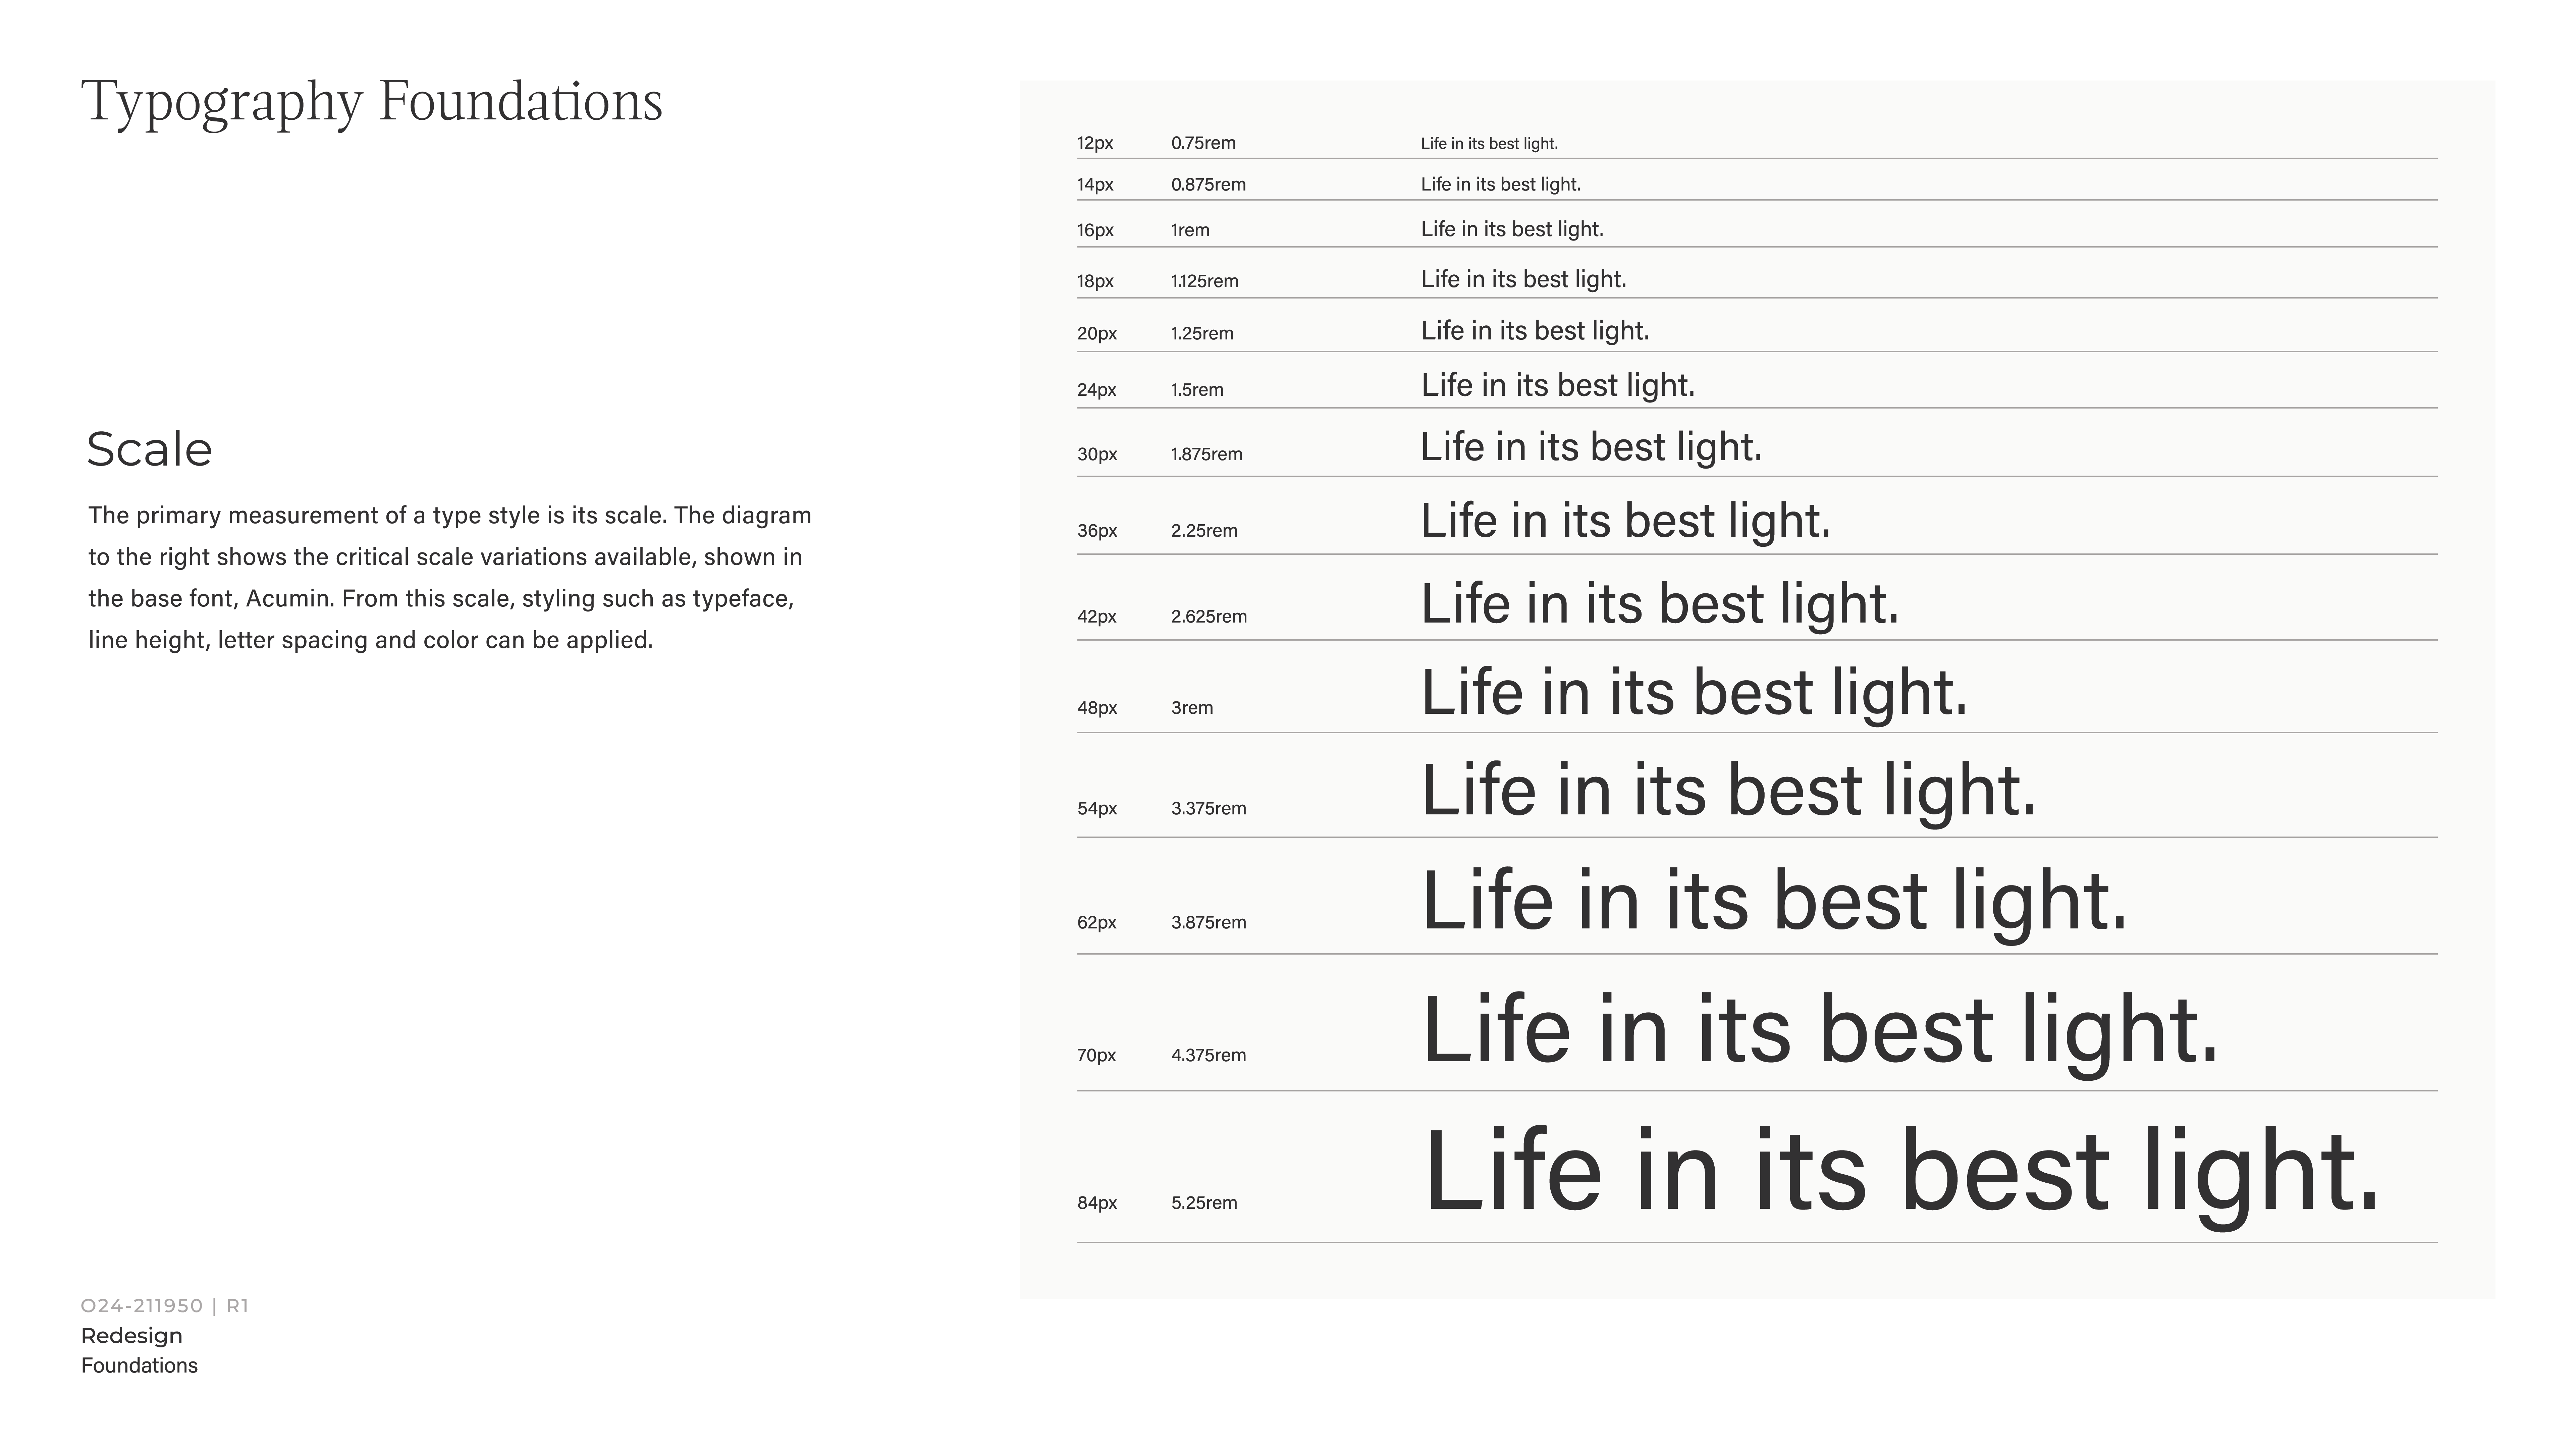 Typography Foundations
Scale
The primary measurement of a type style is its scale. The diagram
to the right shows the critical scale variations available, shown in
the base font, Acumin. From this scale, styling such as typeface,
line height, letter spacing and color can be applied.
12px 0.75rem Life in its best light.
14px 0.875rem Life in its best light.
16px 1rem Life in its best light.
18px 1.125rem Life in its best light.
20px 1.25rem Life in its best light.
24px 1.5rem Life in its best light.
30px 1.875rem Life in its best light.
36px 2.25rem Life in its best light.
42px 2.625rem Life in its best light.
48px 3rem Life in its best light.
54px 3.375rem Life in its best light.
62px 3.875rem Life in its best light.
70px 4.375rem Life in its best light.
84px 5.25rem Life in its best light.
O24-211950 | R1
Redesign
Foundations